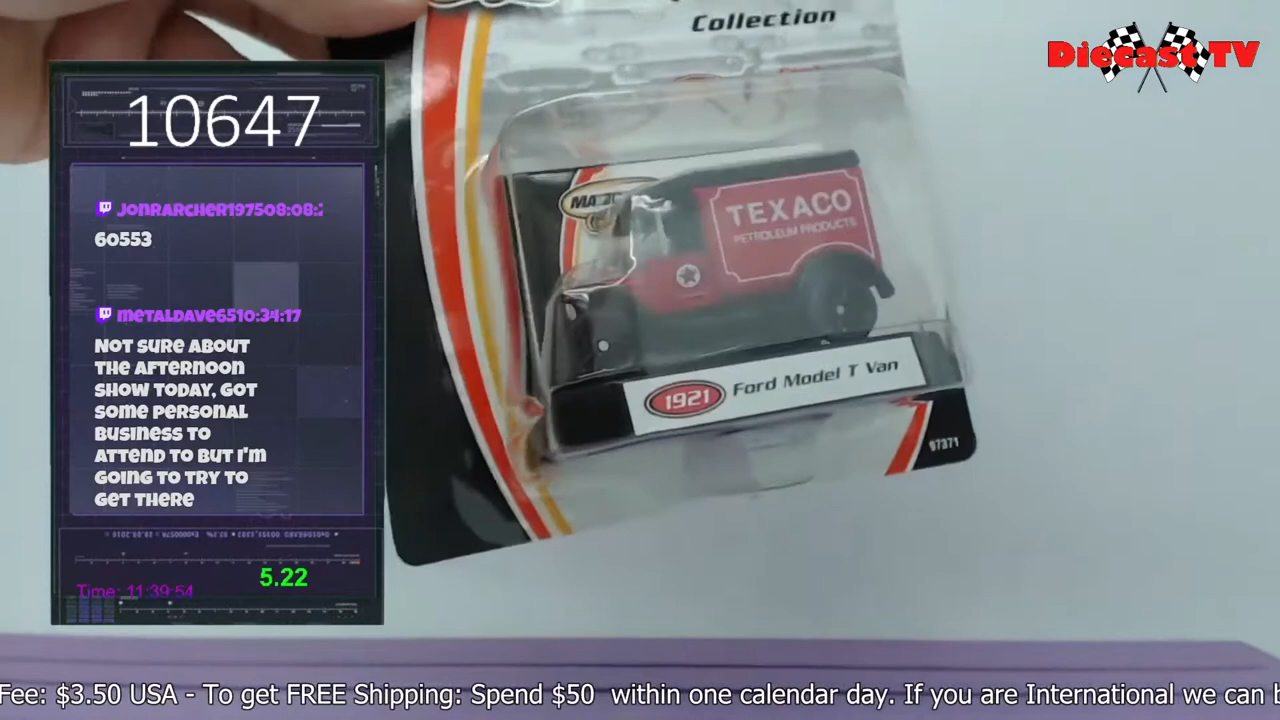 Collection
Diecast TV
10647
JONRARCHER197508:08:
60553
METALDAVE6510:34:17
NOT SURE ABOUT
THE AFTERNOON
SHOW TODAY, GOT
SOME PERSONAL
BUSINESS TO
ATTEND TO BUT I'M
GOING TO TRY TO
GET THERE
5.22
Time: 11:39:54
TEXACO
PETROLEUM PRODUCTS
1921 Ford Model T Van
97371
Fee: $3.50 USA - To get FREE Shipping: Spend $50 within one calendar day. If you are International we can b